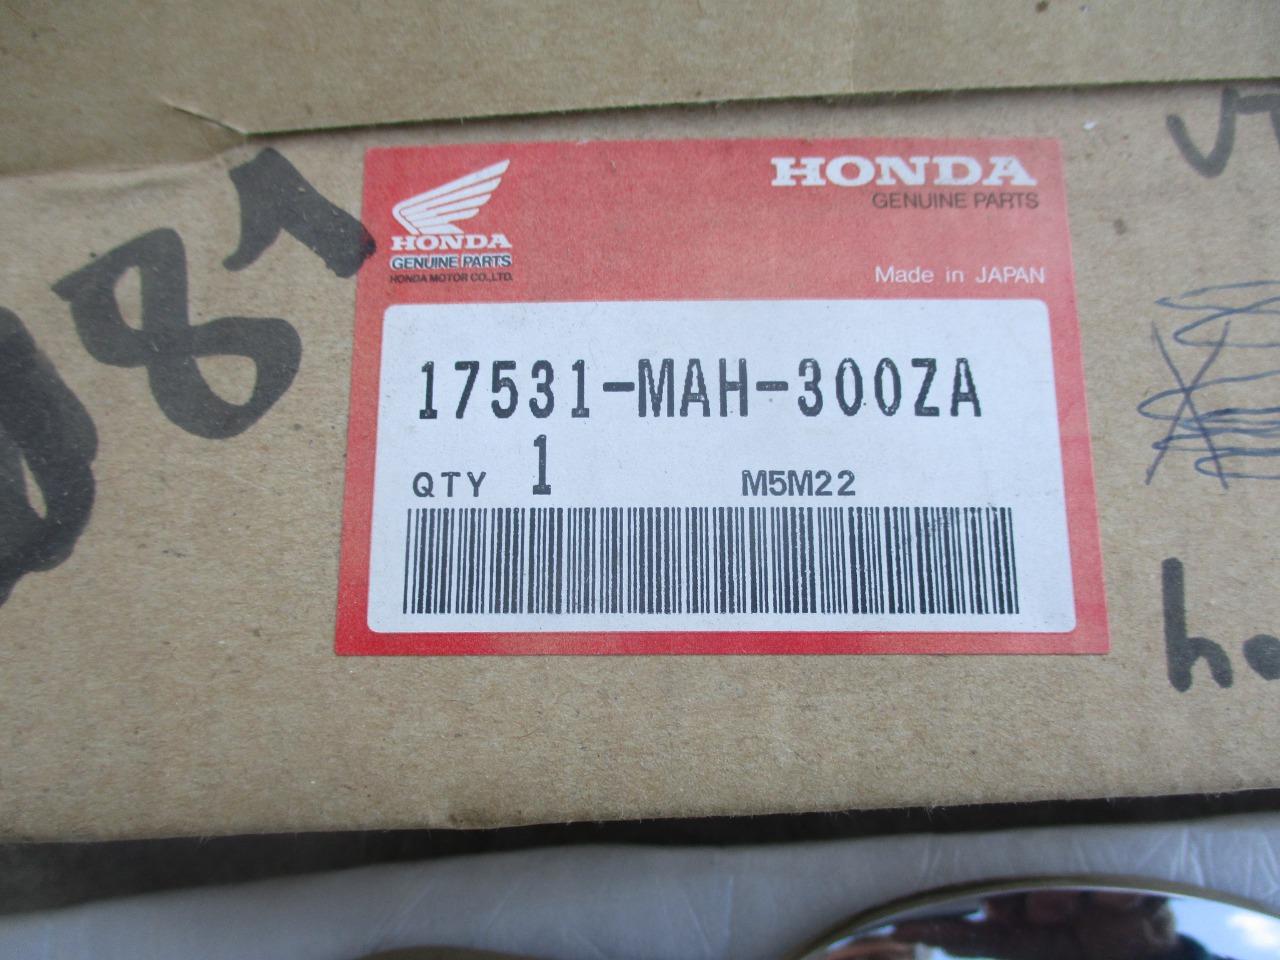 HONDA
GENUINE PARTS
HONDA MOTOR CO.,LTD.
HONDA
GENUINE PARTS
Made in JAPAN
17531-MAH-300ZA
QTY 1 M5M22
081